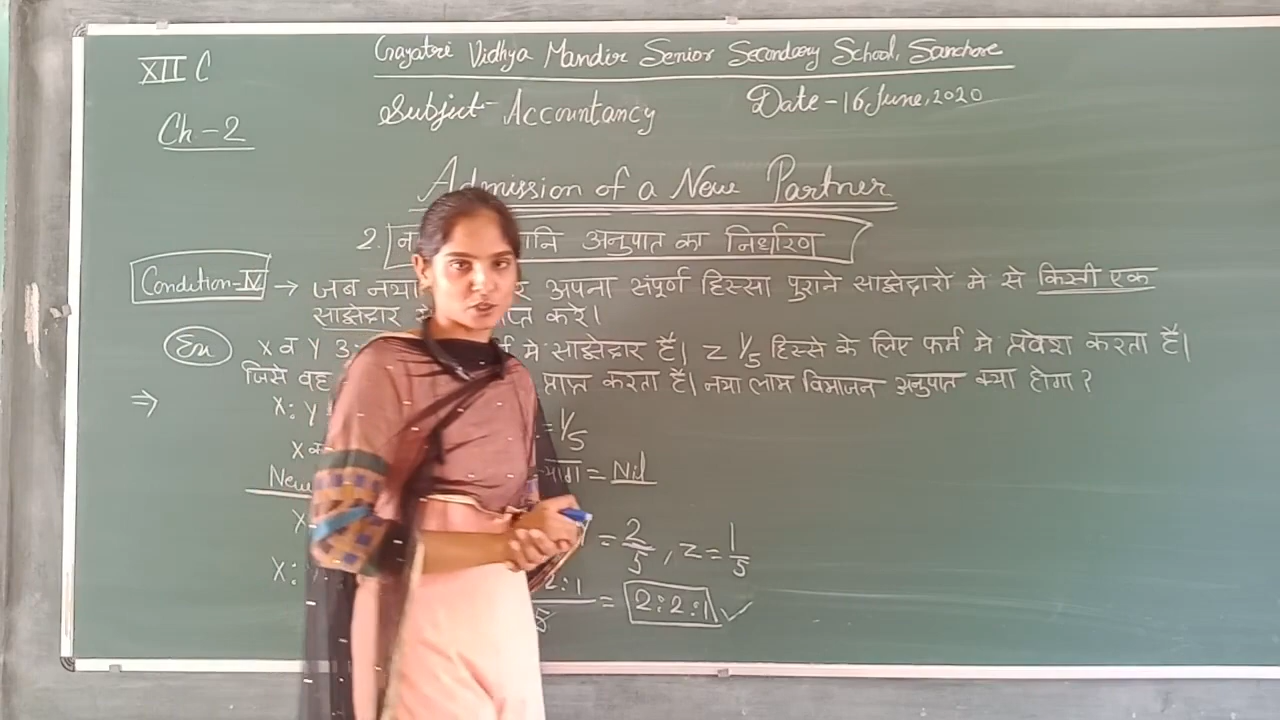 XII C
Gayatri Vidhya Mandir Senior Secondary School, Sanchore
Ch-2
Subject- Accountancy
Date - 16, June, 2020
Admission of a New Partner
2. अनुपात का निर्धारण
Condition-IV → जब नया अपना संपूर्ण हिस्सा पुराने साझेदारो मे से किसी एक
साझेदार करे।
Ex X व Y 3: मे साझेदार हैं। Z 1/5 हिस्से के लिए फर्म मे प्रवेश करता है।
जिसे वह प्राप्त करता है। नया लाभ विभाजन अनुपात क्या होगा?
⇒ X: Y = 1/5
X = Nil
New
X = 2/5, Z = 1/5
X: 2:1 / 5 = 2:2:1 ✓